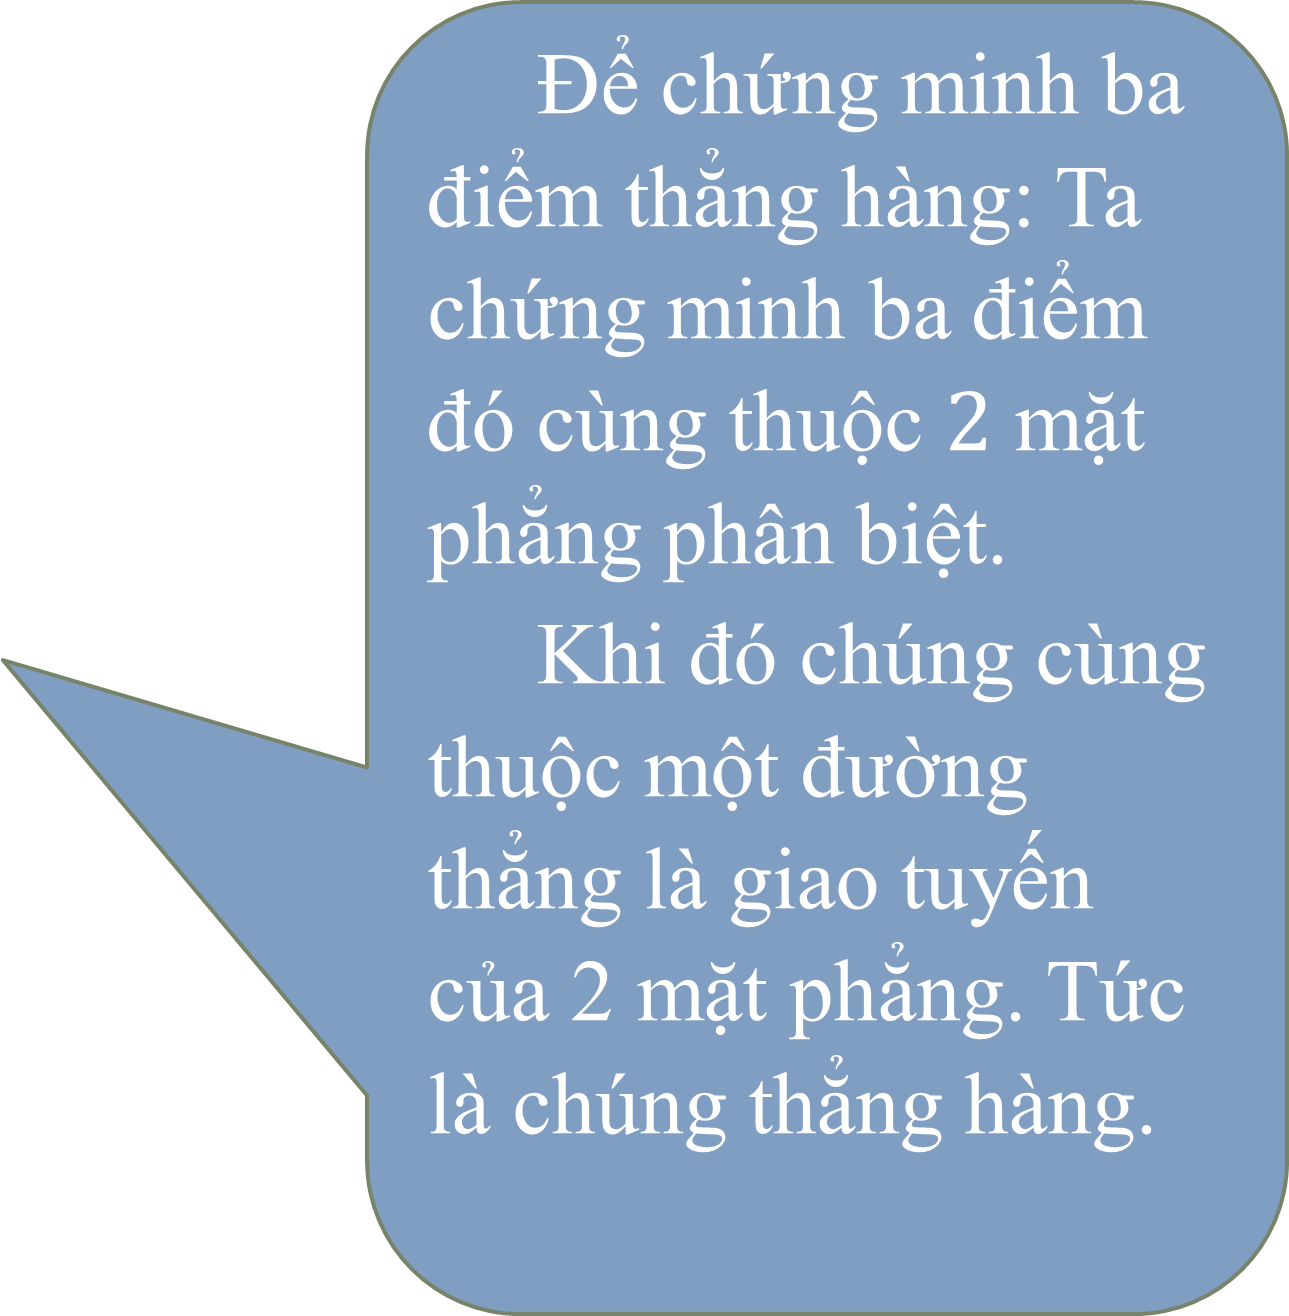 Để chứng minh ba
điểm thẳng hàng: Ta
chứng minh ba điểm
đó cùng thuộc 2 mặt
phẳng phân biệt.
Khi đó chúng cùng
thuộc một đường
thẳng là giao tuyến
của 2 mặt phẳng. Tức
là chúng thẳng hàng.